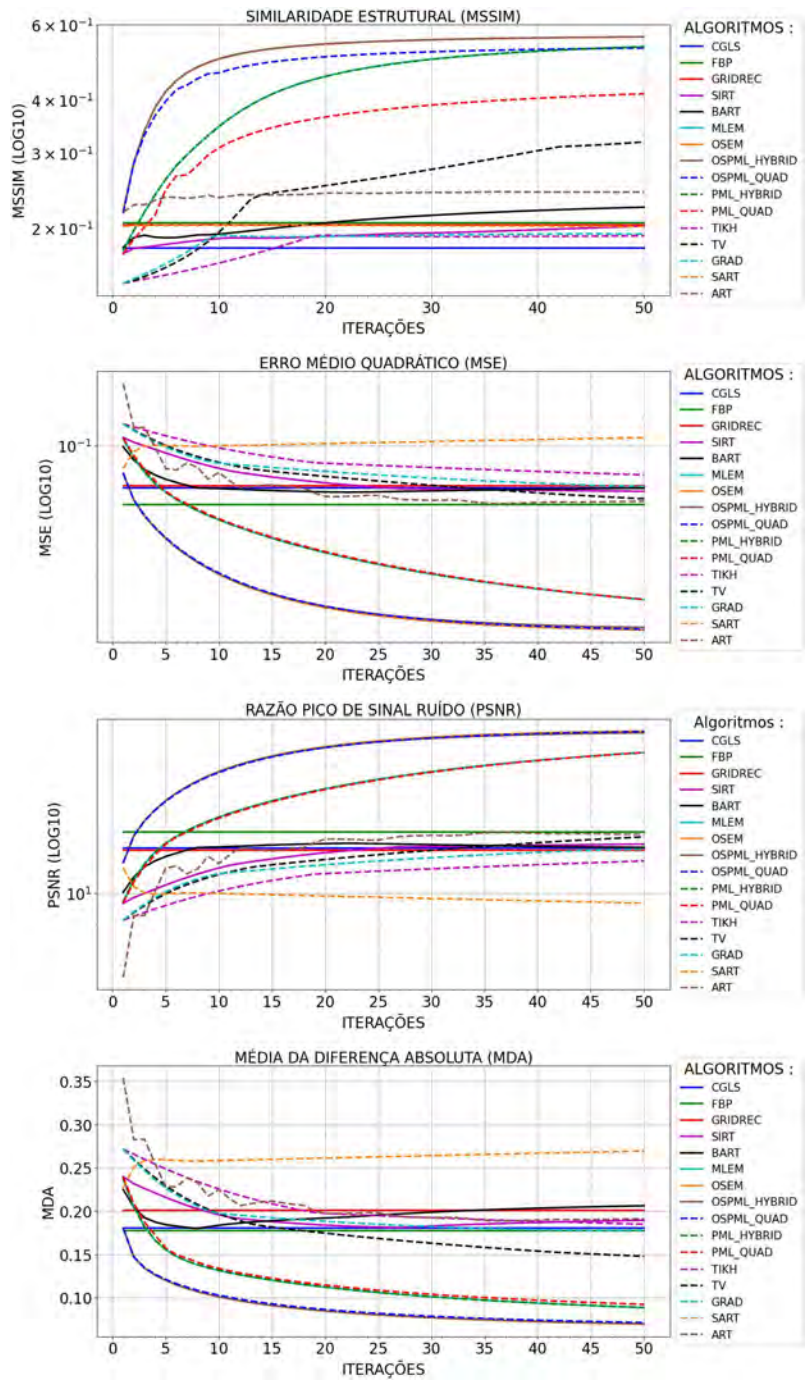 SIMILARIDADE ESTRUTURAL (MSSIM)
6 × 10⁻¹
4 × 10⁻¹
3 × 10⁻¹
2 × 10⁻¹
MSSIM (LOG10)
0 5 10 20 30 40 50
ITERAÇÕES
ALGORITMOS :
CGLS
FBP
GRIDREC
SIRT
BART
MLEM
OSEM
OSPML_HYBRID
OSPML_QUAD
PML_HYBRID
PML_QUAD
TIKH
TV
GRAD
SART
ART
ERRO MÉDIO QUADRÁTICO (MSE)
10⁻¹
MSE (LOG10)
0 5 10 15 20 25 30 35 40 45 50
ITERAÇÕES
ALGORITMOS :
CGLS
FBP
GRIDREC
SIRT
BART
MLEM
OSEM
OSPML_HYBRID
OSPML_QUAD
PML_HYBRID
PML_QUAD
TIKH
TV
GRAD
SART
ART
RAZÃO PICO DE SINAL RUÍDO (PSNR)
10¹
PSNR (LOG10)
0 5 10 15 20 25 30 35 40 45 50
ITERAÇÕES
Algoritmos :
CGLS
FBP
GRIDREC
SIRT
BART
MLEM
OSEM
OSPML_HYBRID
OSPML_QUAD
PML_HYBRID
PML_QUAD
TIKH
TV
GRAD
SART
ART
MÉDIA DA DIFERENÇA ABSOLUTA (MDA)
0.35
0.30
0.25
0.20
0.15
0.10
MDA
0 5 10 15 20 25 30 35 40 45 50
ITERAÇÕES
ALGORITMOS :
CGLS
FBP
GRIDREC
SIRT
BART
MLEM
OSEM
OSPML_HYBRID
OSPML_QUAD
PML_HYBRID
PML_QUAD
TIKH
TV
GRAD
SART
ART